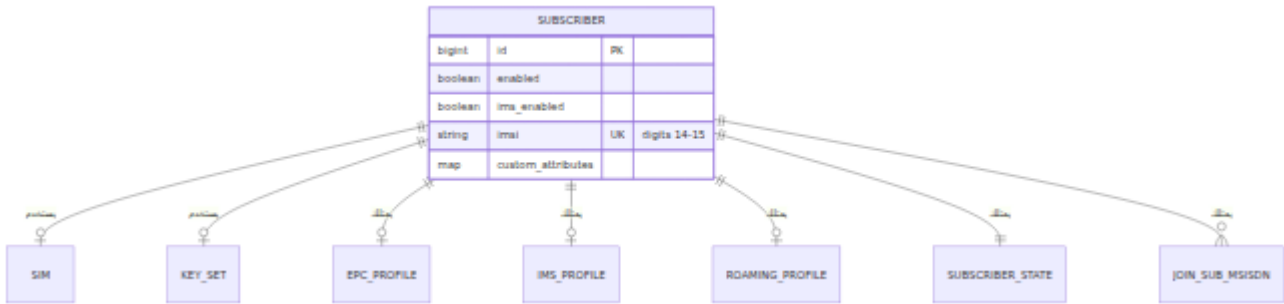 SUBSCRIBER
bigint id PK
boolean enabled
boolean ims_enabled
string imsi UK digits 14-15
map custom_attributes
SIM KEY_SET EPC_PROFILE IMS_PROFILE ROAMING_PROFILE SUBSCRIBER_STATE JOIN_SUB_MSISDN